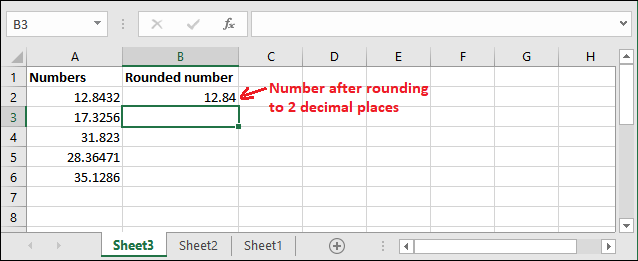 B3 fx
A B C D E F G H
1 Numbers Rounded number
2 12.8432 12.84 Number after rounding
to 2 decimal places
3 17.3256
4 31.823
5 28.36471
6 35.1286
7
8
Sheet3 Sheet2 Sheet1